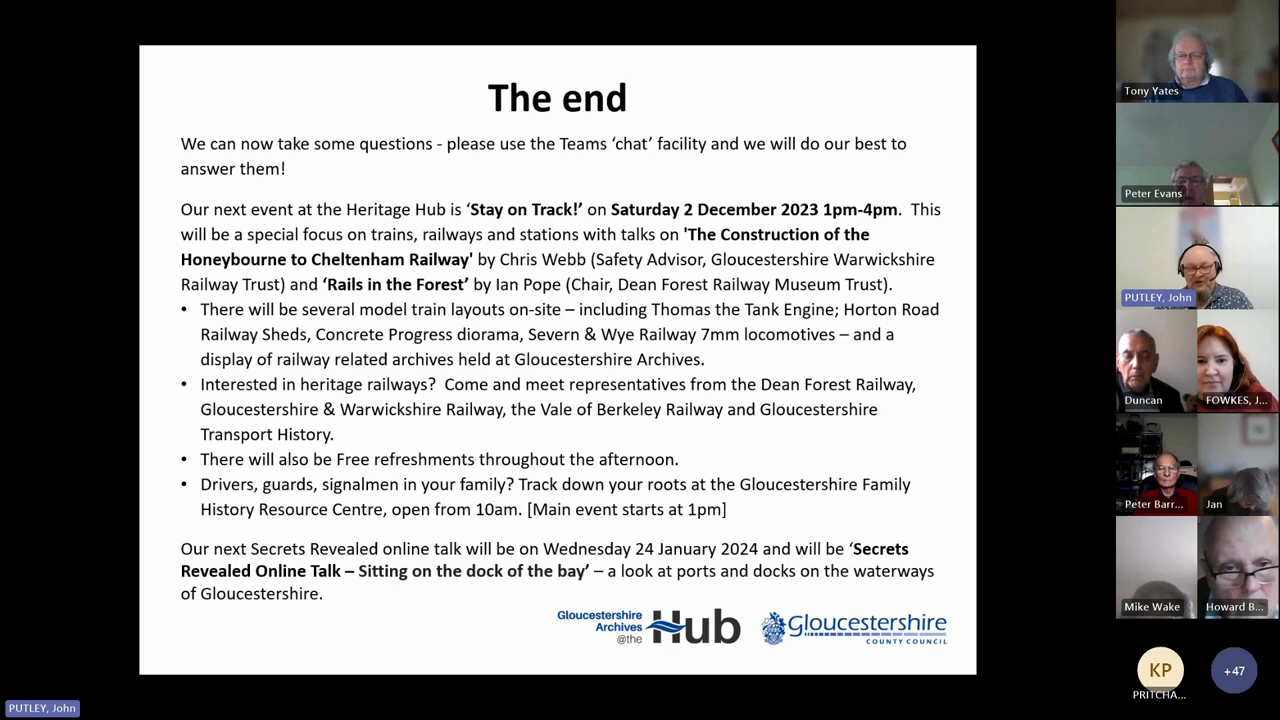 The end
We can now take some questions - please use the Teams ‘chat’ facility and we will do our best to
answer them!
Our next event at the Heritage Hub is ‘Stay on Track!’ on Saturday 2 December 2023 1pm-4pm.  This
will be a special focus on trains, railways and stations with talks on 'The Construction of the
Honeybourne to Cheltenham Railway' by Chris Webb (Safety Advisor, Gloucestershire Warwickshire
Railway Trust) and ‘Rails in the Forest’ by Ian Pope (Chair, Dean Forest Railway Museum Trust).
• There will be several model train layouts on-site – including Thomas the Tank Engine; Horton Road
Railway Sheds, Concrete Progress diorama, Severn & Wye Railway 7mm locomotives – and a
display of railway related archives held at Gloucestershire Archives.
• Interested in heritage railways?  Come and meet representatives from the Dean Forest Railway,
Gloucestershire & Warwickshire Railway, the Vale of Berkeley Railway and Gloucestershire
Transport History.
• There will also be Free refreshments throughout the afternoon.
• Drivers, guards, signalmen in your family? Track down your roots at the Gloucestershire Family
History Resource Centre, open from 10am. [Main event starts at 1pm]
Our next Secrets Revealed online talk will be on Wednesday 24 January 2024 and will be ‘Secrets
Revealed Online Talk – Sitting on the dock of the bay’ – a look at ports and docks on the waterways
of Gloucestershire.
Gloucestershire
Archives
@the
Hub
Gloucestershire
COUNTY COUNCIL
Tony Yates
Peter Evans
PUTLEY, John
Duncan
FOWKES, J...
Peter Barr...
Jan
Mike Wake
Howard B...
KP
PRITCHA...
+47
PUTLEY, John